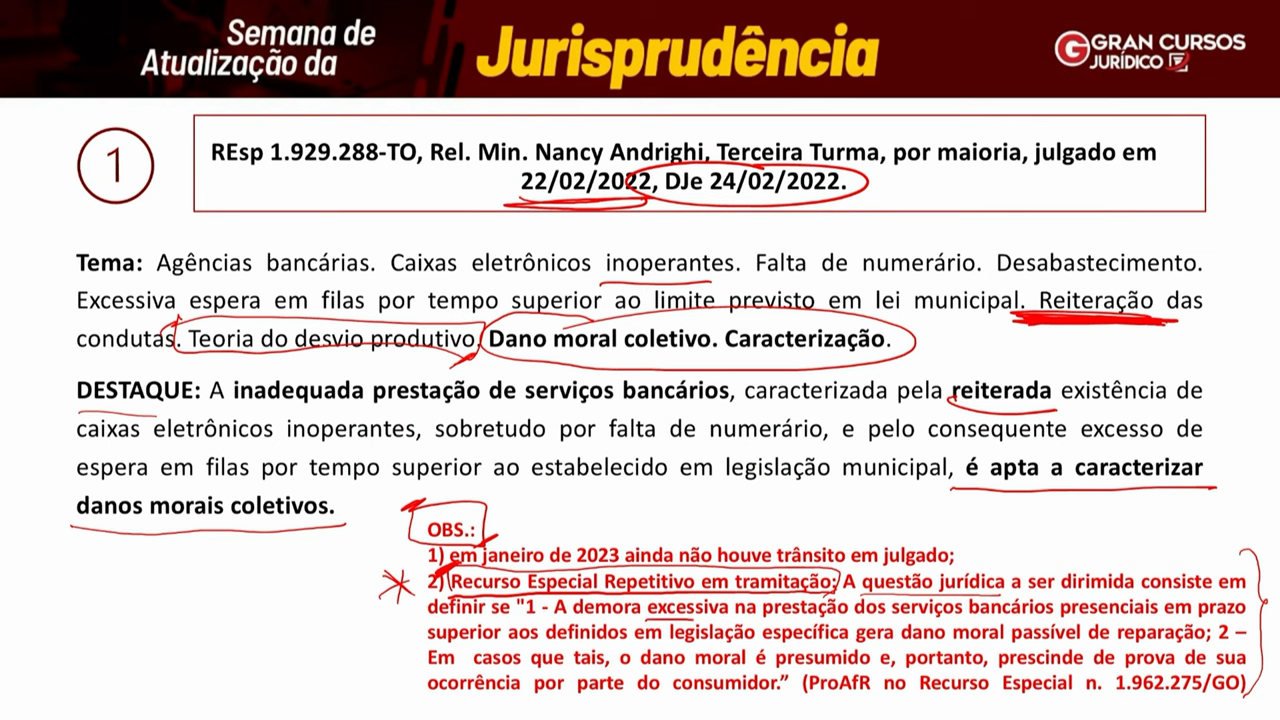 Semana de
Atualização da
Jurisprudência
GRAN CURSOS
JURÍDICO
1
REsp 1.929.288-TO, Rel. Min. Nancy Andrighi, Terceira Turma, por maioria, julgado em
22/02/2022, DJe 24/02/2022.
Tema: Agências bancárias. Caixas eletrônicos inoperantes. Falta de numerário. Desabastecimento.
Excessiva espera em filas por tempo superior ao limite previsto em lei municipal. Reiteração das
condutas. Teoria do desvio produtivo. Dano moral coletivo. Caracterização.
DESTAQUE: A inadequada prestação de serviços bancários, caracterizada pela reiterada existência de
caixas eletrônicos inoperantes, sobretudo por falta de numerário, e pelo consequente excesso de
espera em filas por tempo superior ao estabelecido em legislação municipal, é apta a caracterizar
danos morais coletivos.
OBS.:
1) em janeiro de 2023 ainda não houve trânsito em julgado;
2) Recurso Especial Repetitivo em tramitação: A questão jurídica a ser dirimida consiste em
definir se "1 - A demora excessiva na prestação dos serviços bancários presenciais em prazo
superior aos definidos em legislação específica gera dano moral passível de reparação; 2 –
Em casos que tais, o dano moral é presumido e, portanto, prescinde de prova de sua
ocorrência por parte do consumidor.” (ProAfR no Recurso Especial n. 1.962.275/GO)